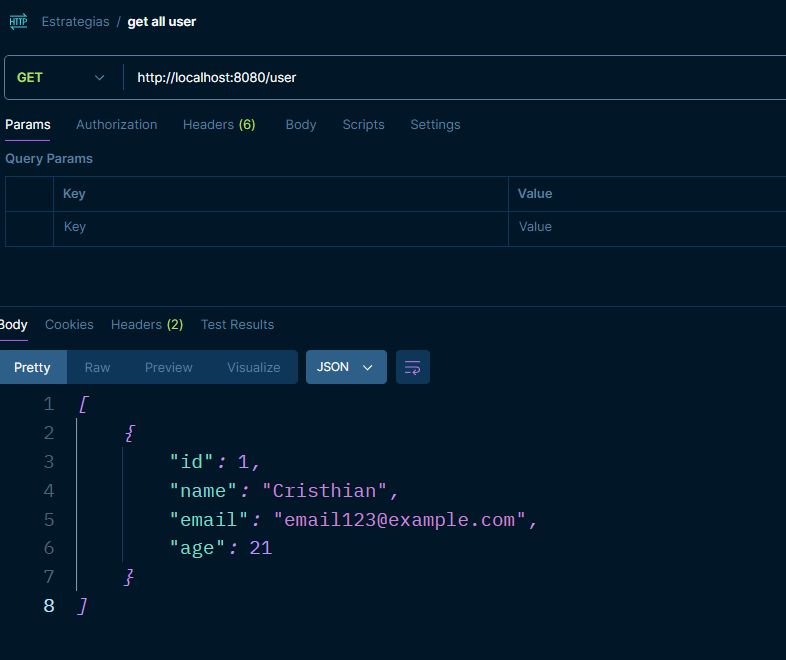 HTTP Estrategias / get all user
GET http://localhost:8080/user
Params Authorization Headers (6) Body Scripts Settings
Query Params
Key Value
Key Value
Body Cookies Headers (2) Test Results
Pretty Raw Preview Visualize JSON
1 [
2 {
3 "id": 1,
4 "name": "Cristhian",
5 "email": "email123@example.com",
6 "age": 21
7 }
8 ]